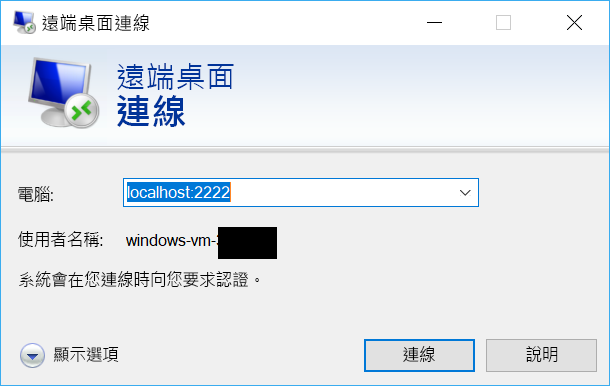 遠端桌面連線
遠端桌面
連線
電腦: localhost:2222
使用者名稱: windows-vm-
系統會在您連線時向您要求認證。
顯示選項 連線 說明